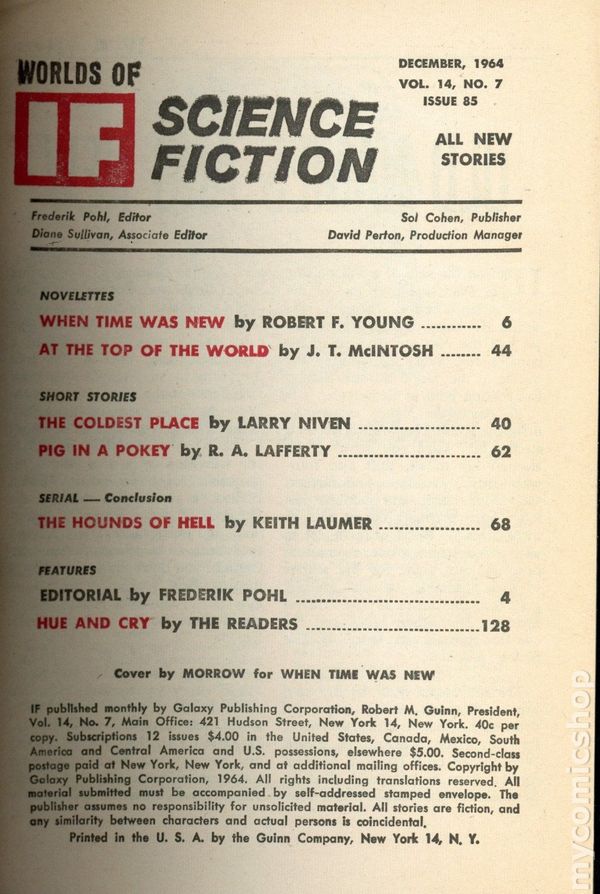 WORLDS OF
IF
SCIENCE
FICTION
DECEMBER, 1964
VOL. 14, NO. 7
ISSUE 85
ALL NEW
STORIES
Frederik Pohl, Editor
Sol Cohen, Publisher
Diane Sullivan, Associate Editor
David Perton, Production Manager
NOVELETTES
WHEN TIME WAS NEW by ROBERT F. YOUNG ............ 6
AT THE TOP OF THE WORLD by J. T. McINTOSH ........ 44
SHORT STORIES
THE COLDEST PLACE by LARRY NIVEN ...................... 40
PIG IN A POKEY by R. A. LAFFERTY ......................... 62
SERIAL — Conclusion
THE HOUNDS OF HELL by KEITH LAUMER ................... 68
FEATURES
EDITORIAL by FREDERIK POHL ................................. 4
HUE AND CRY by THE READERS ................................128
Cover by MORROW for WHEN TIME WAS NEW
IF published monthly by Galaxy Publishing Corporation, Robert M. Guinn, President,
Vol. 14, No. 7, Main Office: 421 Hudson Street, New York 14, New York. 40c per
copy. Subscriptions 12 issues $4.00 in the United States, Canada, Mexico, South
America and Central America and U.S. possessions, elsewhere $5.00. Second-class
postage paid at New York, New York, and at additional mailing offices. Copyright by
Galaxy Publishing Corporation, 1964. All rights including translations reserved. All
material submitted must be accompanied by self-addressed stamped envelope. The
publisher assumes no responsibility for unsolicited material. All stories are fiction, and
any similarity between characters and actual persons is coincidental.
Printed in the U. S. A. by the Guinn Company, New York 14, N. Y.
mycomicshop